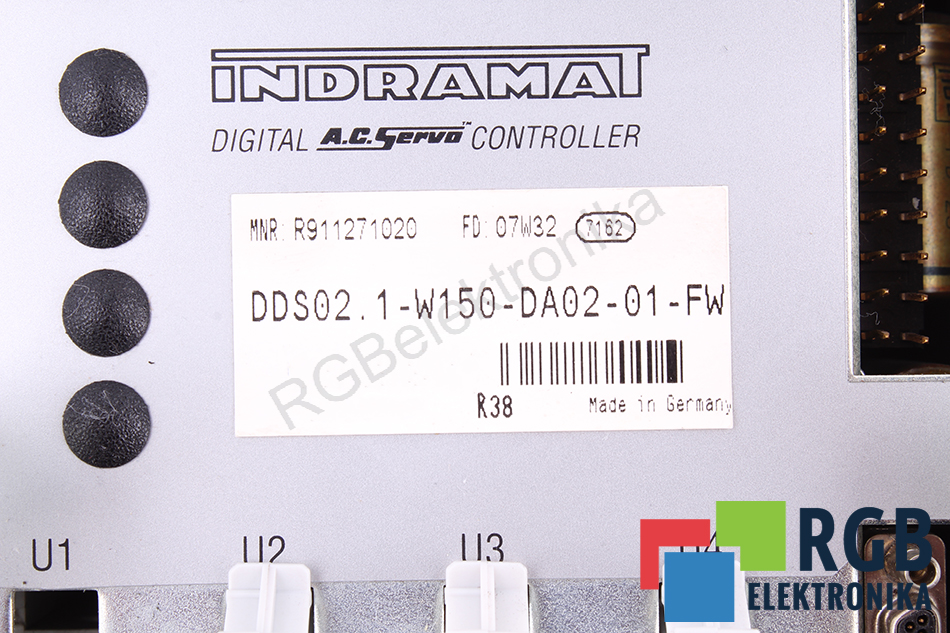 INDRAMAT
DIGITAL A.C. Servo™ CONTROLLER
MNR: R911271020 FD: 07W32 7162
DDS02.1-W150-DA02-01-FW
R38 Made in Germany
RGBelektronika
U1 U2 U3 U4
RGB
ELEKTRONIKA